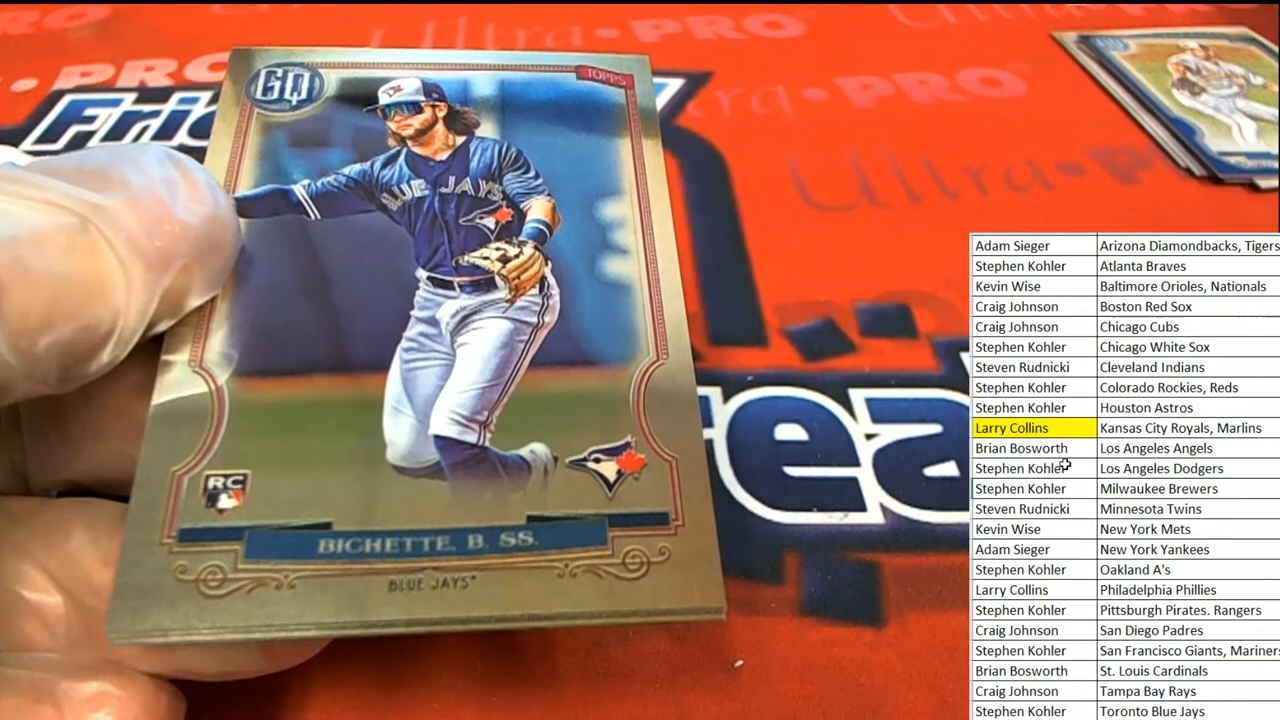 Ultra•PRO
PRO
GQ
TOPPS
BLUE JAYS
RC
BICHETTE, B. SS.
BLUE JAYS
Adam Sieger Arizona Diamondbacks, Tigers
Stephen Kohler Atlanta Braves
Kevin Wise Baltimore Orioles, Nationals
Craig Johnson Boston Red Sox
Craig Johnson Chicago Cubs
Stephen Kohler Chicago White Sox
Steven Rudnicki Cleveland Indians
Stephen Kohler Colorado Rockies, Reds
Stephen Kohler Houston Astros
Larry Collins Kansas City Royals, Marlins
Brian Bosworth Los Angeles Angels
Stephen Kohler Los Angeles Dodgers
Stephen Kohler Milwaukee Brewers
Steven Rudnicki Minnesota Twins
Kevin Wise New York Mets
Adam Sieger New York Yankees
Stephen Kohler Oakland A's
Larry Collins Philadelphia Phillies
Stephen Kohler Pittsburgh Pirates. Rangers
Craig Johnson San Diego Padres
Stephen Kohler San Francisco Giants, Mariners
Brian Bosworth St. Louis Cardinals
Craig Johnson Tampa Bay Rays
Stephen Kohler Toronto Blue Jays